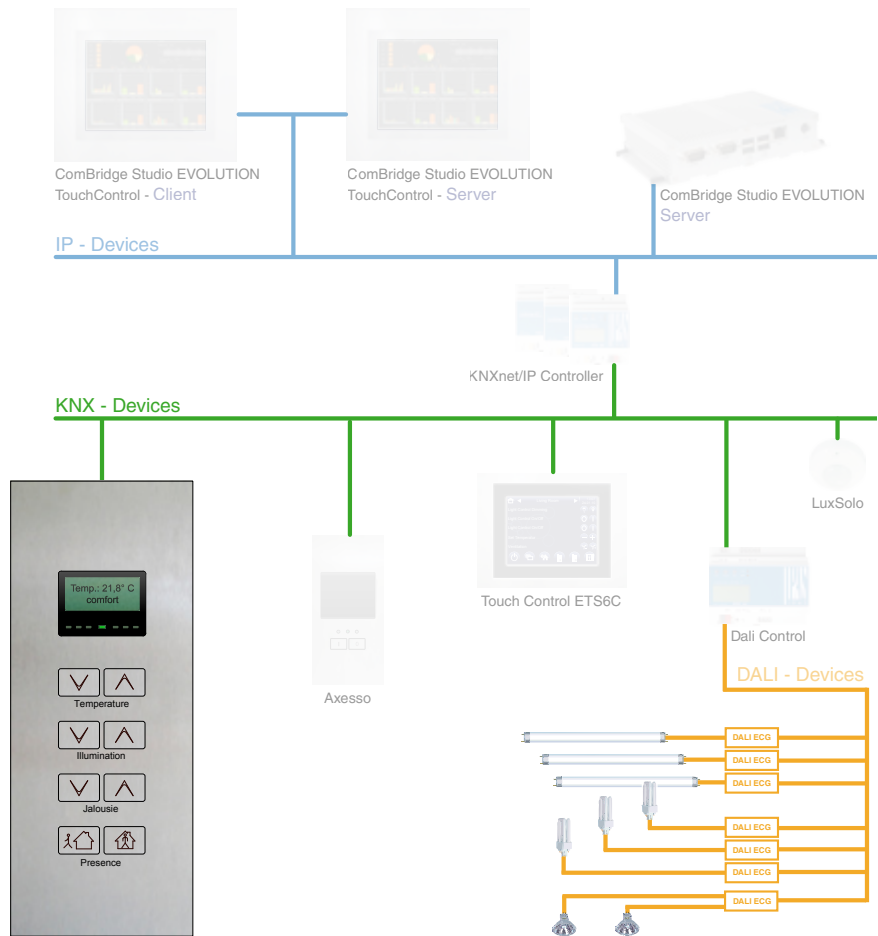 ComBridge Studio EVOLUTION
TouchControl - Client
ComBridge Studio EVOLUTION
TouchControl - Server
ComBridge Studio EVOLUTION
Server
IP - Devices
KNXnet/IP Controller
KNX - Devices
LuxSolo
Temp.: 21,8° C
comfort
Touch Control ETS6C
Dali Control
Axesso
DALI - Devices
Temperature
Illumination
Jalousie
Presence
DALI ECG
DALI ECG
DALI ECG
DALI ECG
DALI ECG
DALI ECG
DALI ECG